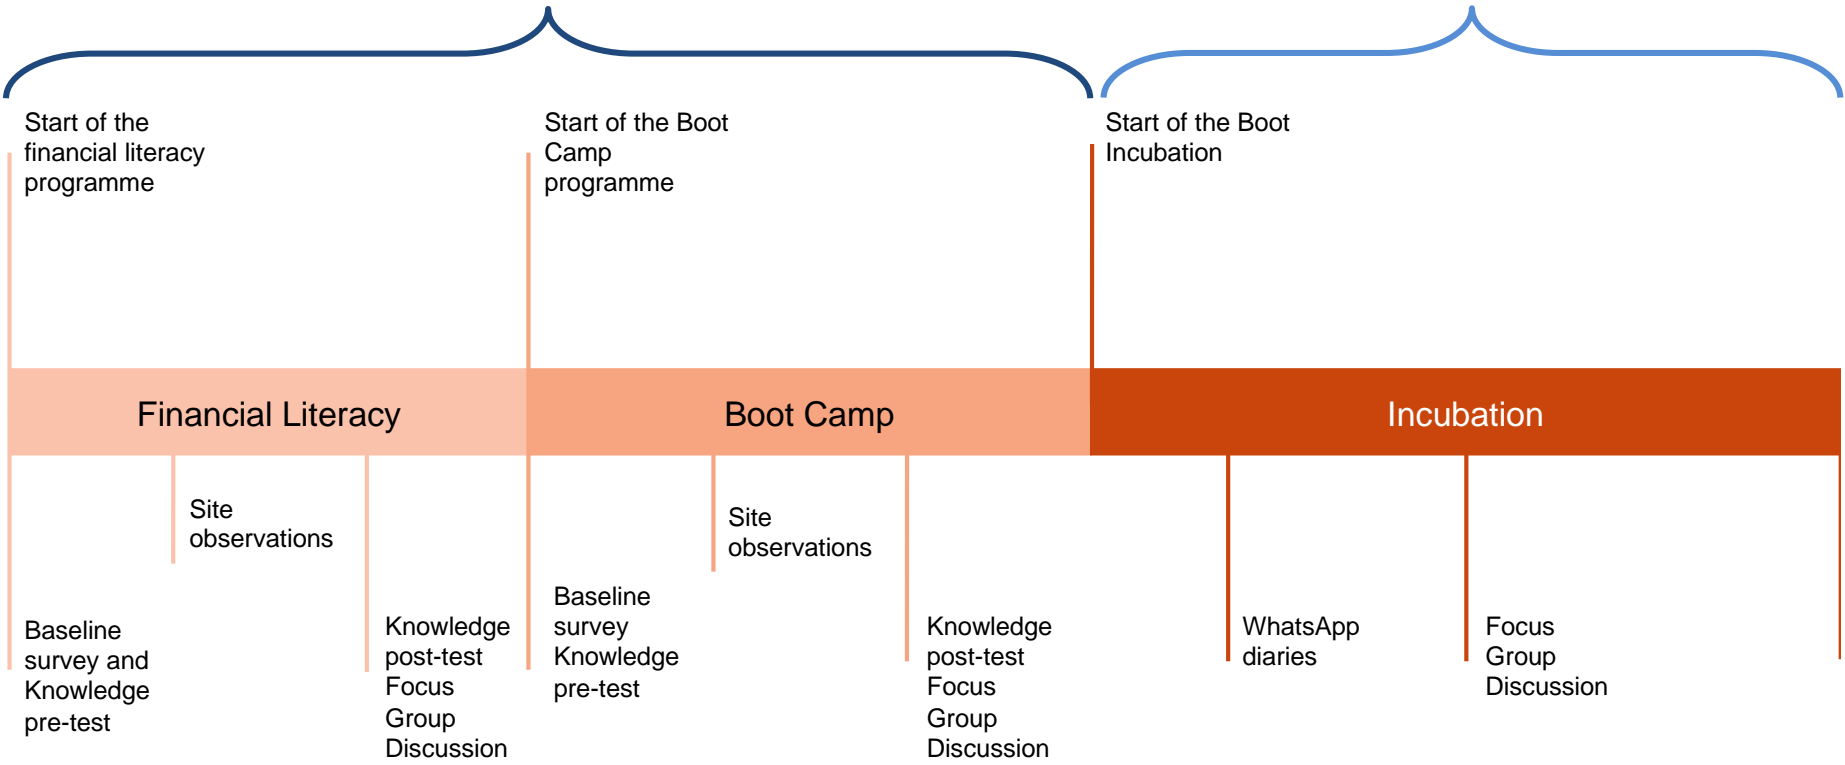 Start of the
financial literacy
programme
Start of the Boot
Camp
programme
Start of the Boot
Incubation
Financial Literacy
Boot Camp
Incubation
Baseline
survey and
Knowledge
pre-test
Site
observations
Knowledge
post-test
Focus
Group
Discussion
Baseline
survey
Knowledge
pre-test
Site
observations
Knowledge
post-test
Focus
Group
Discussion
WhatsApp
diaries
Focus
Group
Discussion